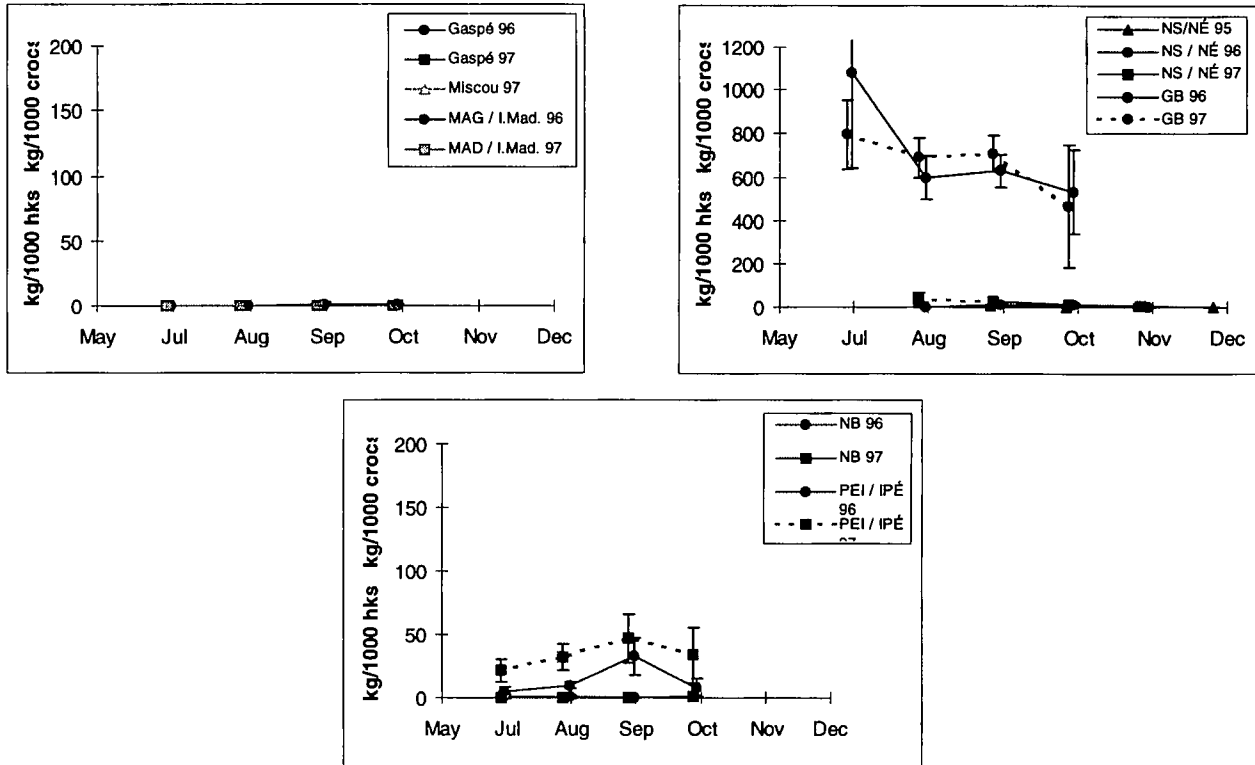 kg/1000 hks kg/1000 crocs
200
150
100
50
0
May Jul Aug Sep Oct Nov Dec
Gaspé 96
Gaspé 97
Miscou 97
MAG / I.Mad. 96
MAD / I.Mad. 97
kg/1000 hks kg/1000 crocs
1200
1000
800
600
400
200
0
May Jul Aug Sep Oct Nov Dec
NS/NÉ 95
NS / NÉ 96
NS / NÉ 97
GB 96
GB 97
kg/1000 hks kg/1000 crocs
200
150
100
50
0
May Jul Aug Sep Oct Nov Dec
NB 96
NB 97
PEI / IPÉ
96
PEI / IPÉ